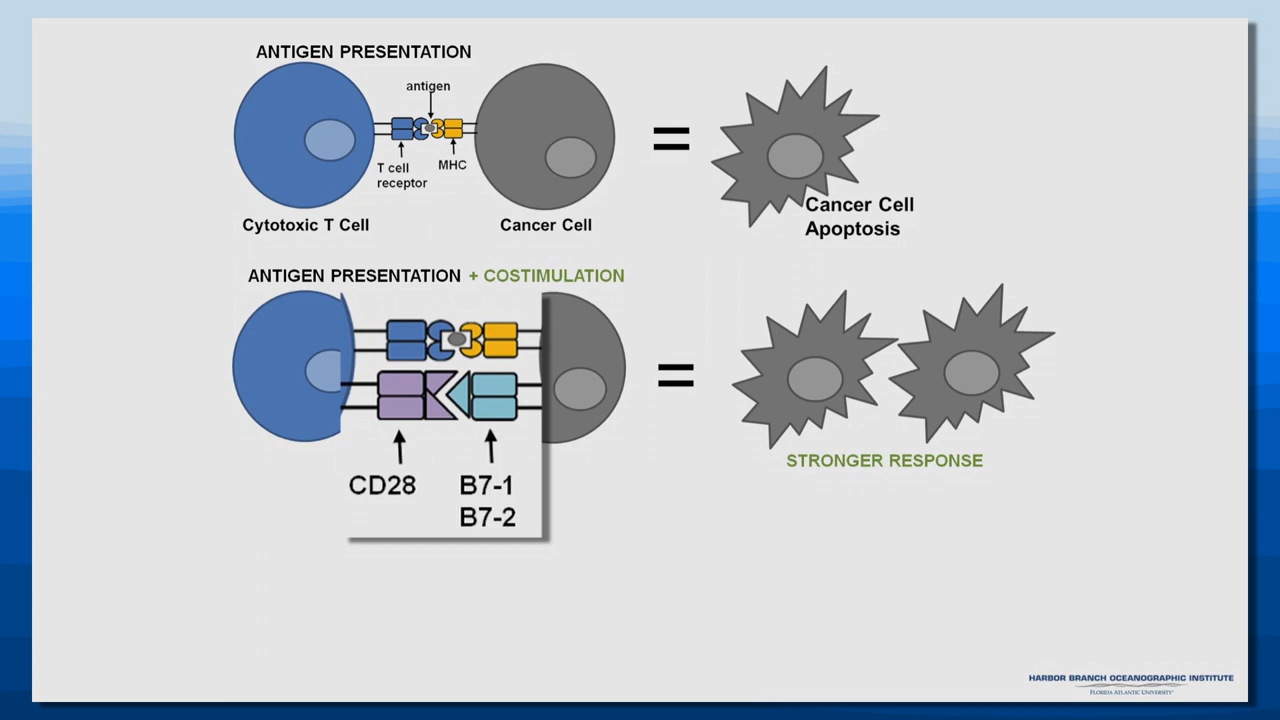 ANTIGEN PRESENTATION
antigen
T cell
receptor
MHC
Cytotoxic T Cell
Cancer Cell
Cancer Cell
Apoptosis
ANTIGEN PRESENTATION + COSTIMULATION
CD28
B7-1
B7-2
STRONGER RESPONSE
HARBOR BRANCH OCEANOGRAPHIC INSTITUTE
FLORIDA ATLANTIC UNIVERSITY